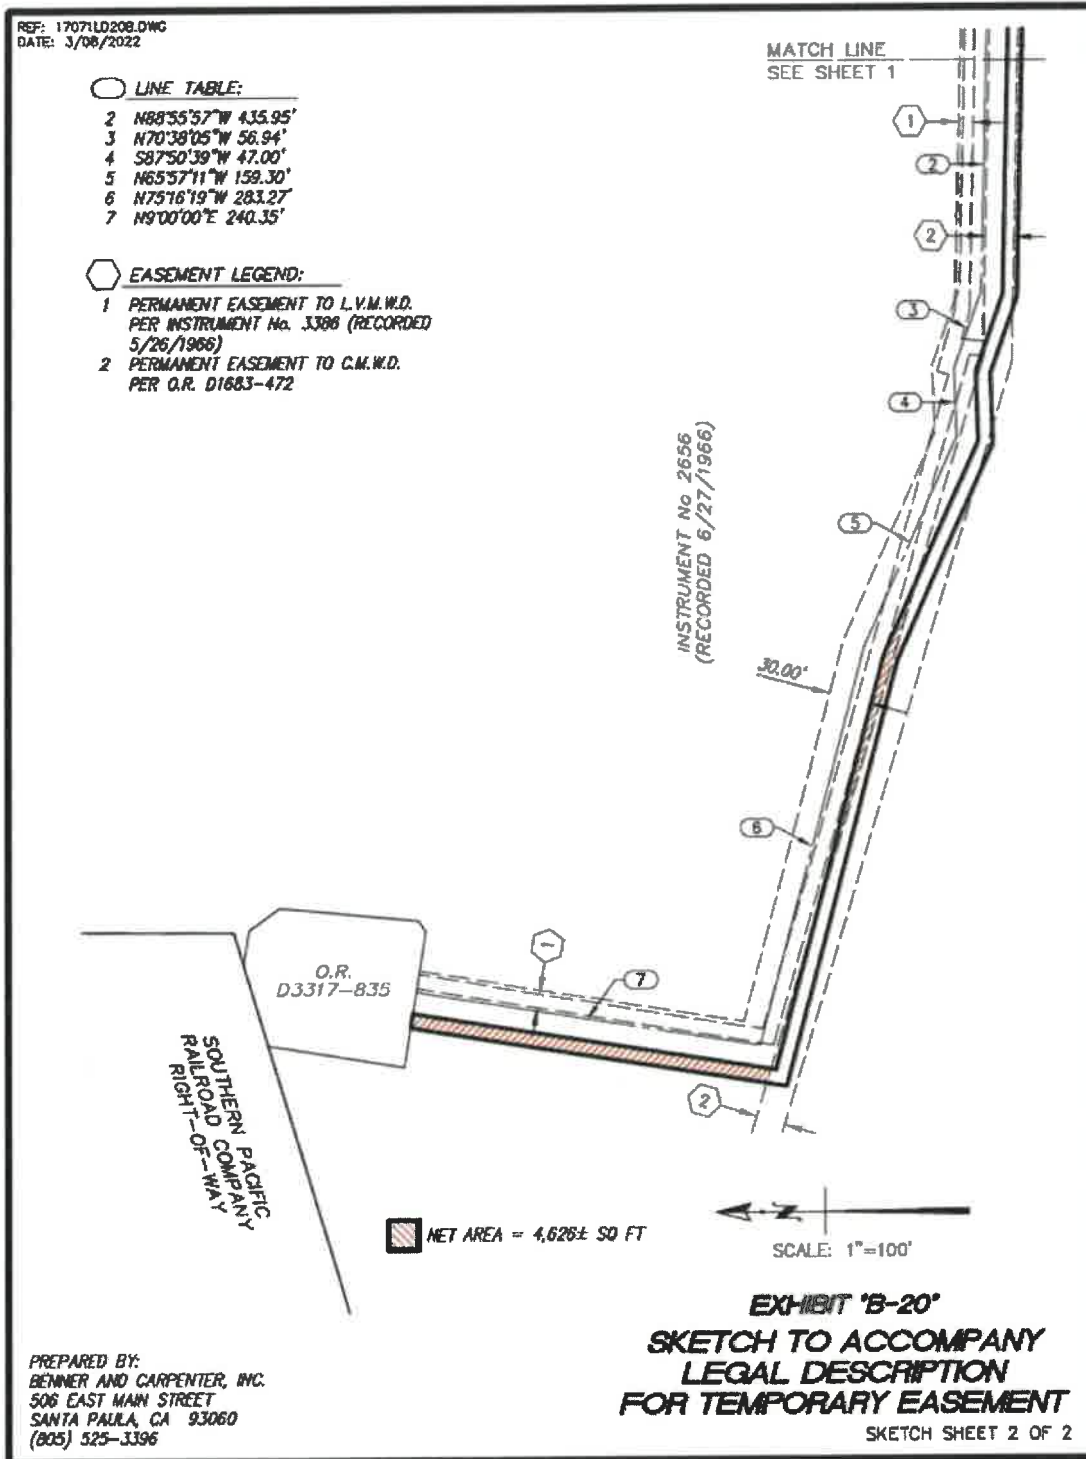 REF: 17071LD20B.DWG
DATE: 3/08/2022
MATCH LINE
SEE SHEET 1
LINE TABLE:
2 N88°55'57"W 435.95'
3 N70°38'05"W 56.94'
4 S87°50'39"W 47.00'
5 N65°57'11"W 159.30'
6 N75°16'19"W 283.27'
7 N9°00'00"E 240.35'
EASEMENT LEGEND:
1 PERMANENT EASEMENT TO L.V.M.W.D.
PER INSTRUMENT No. 3386 (RECORDED
5/26/1966)
2 PERMANENT EASEMENT TO C.M.W.D.
PER O.R. D1683-472
1
2
2
3
4
5
INSTRUMENT No 2656
(RECORDED 6/27/1966)
30.00'
6
1
7
O.R.
D3317-835
2
SOUTHERN PACIFIC
RAILROAD COMPANY
RIGHT-OF-WAY
NET AREA = 4,626± SQ FT
N
SCALE: 1"=100'
EXHIBIT "B-20"
SKETCH TO ACCOMPANY
LEGAL DESCRIPTION
FOR TEMPORARY EASEMENT
SKETCH SHEET 2 OF 2
PREPARED BY:
BENNER AND CARPENTER, INC.
506 EAST MAIN STREET
SANTA PAULA, CA 93060
(805) 525-3396